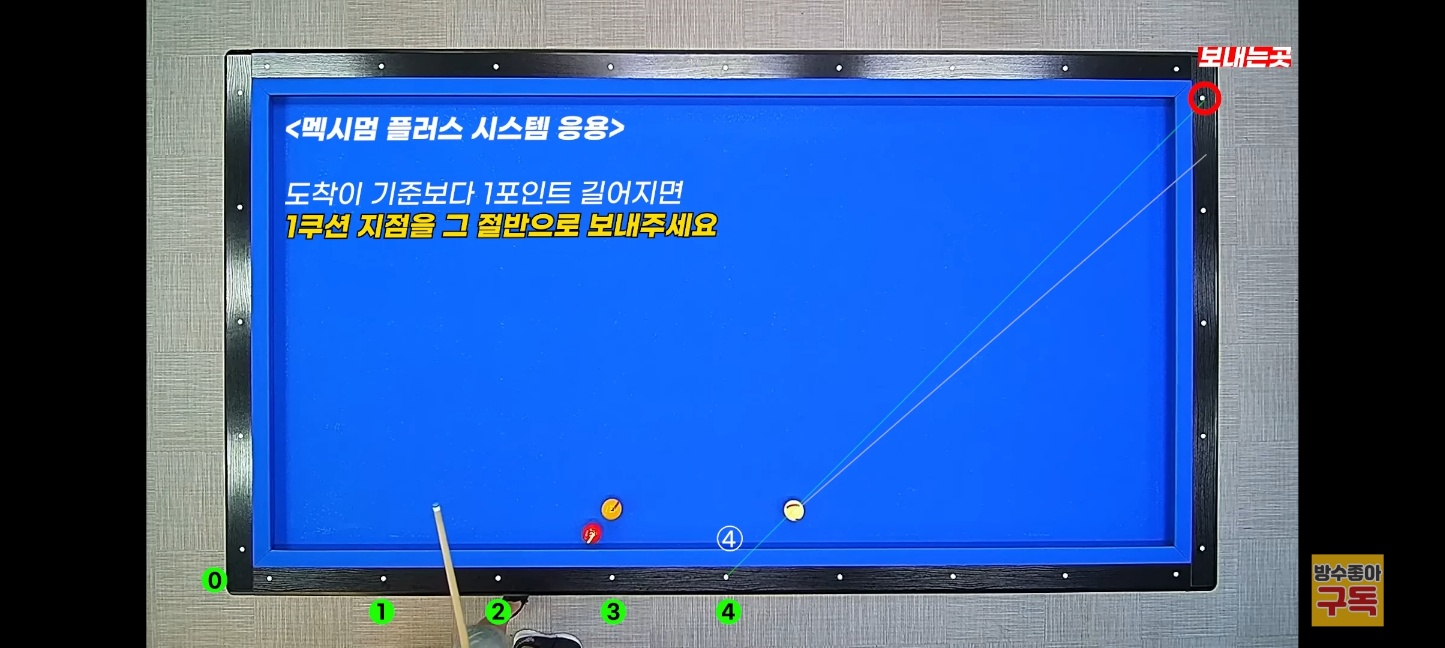 보내는곳
<멕시멈 플러스 시스템 응용>
도착이 기준보다 1포인트 길어지면
1쿠션 지점을 그 절반으로 보내주세요
④
0
1
2
3
4
방수좋아
구독